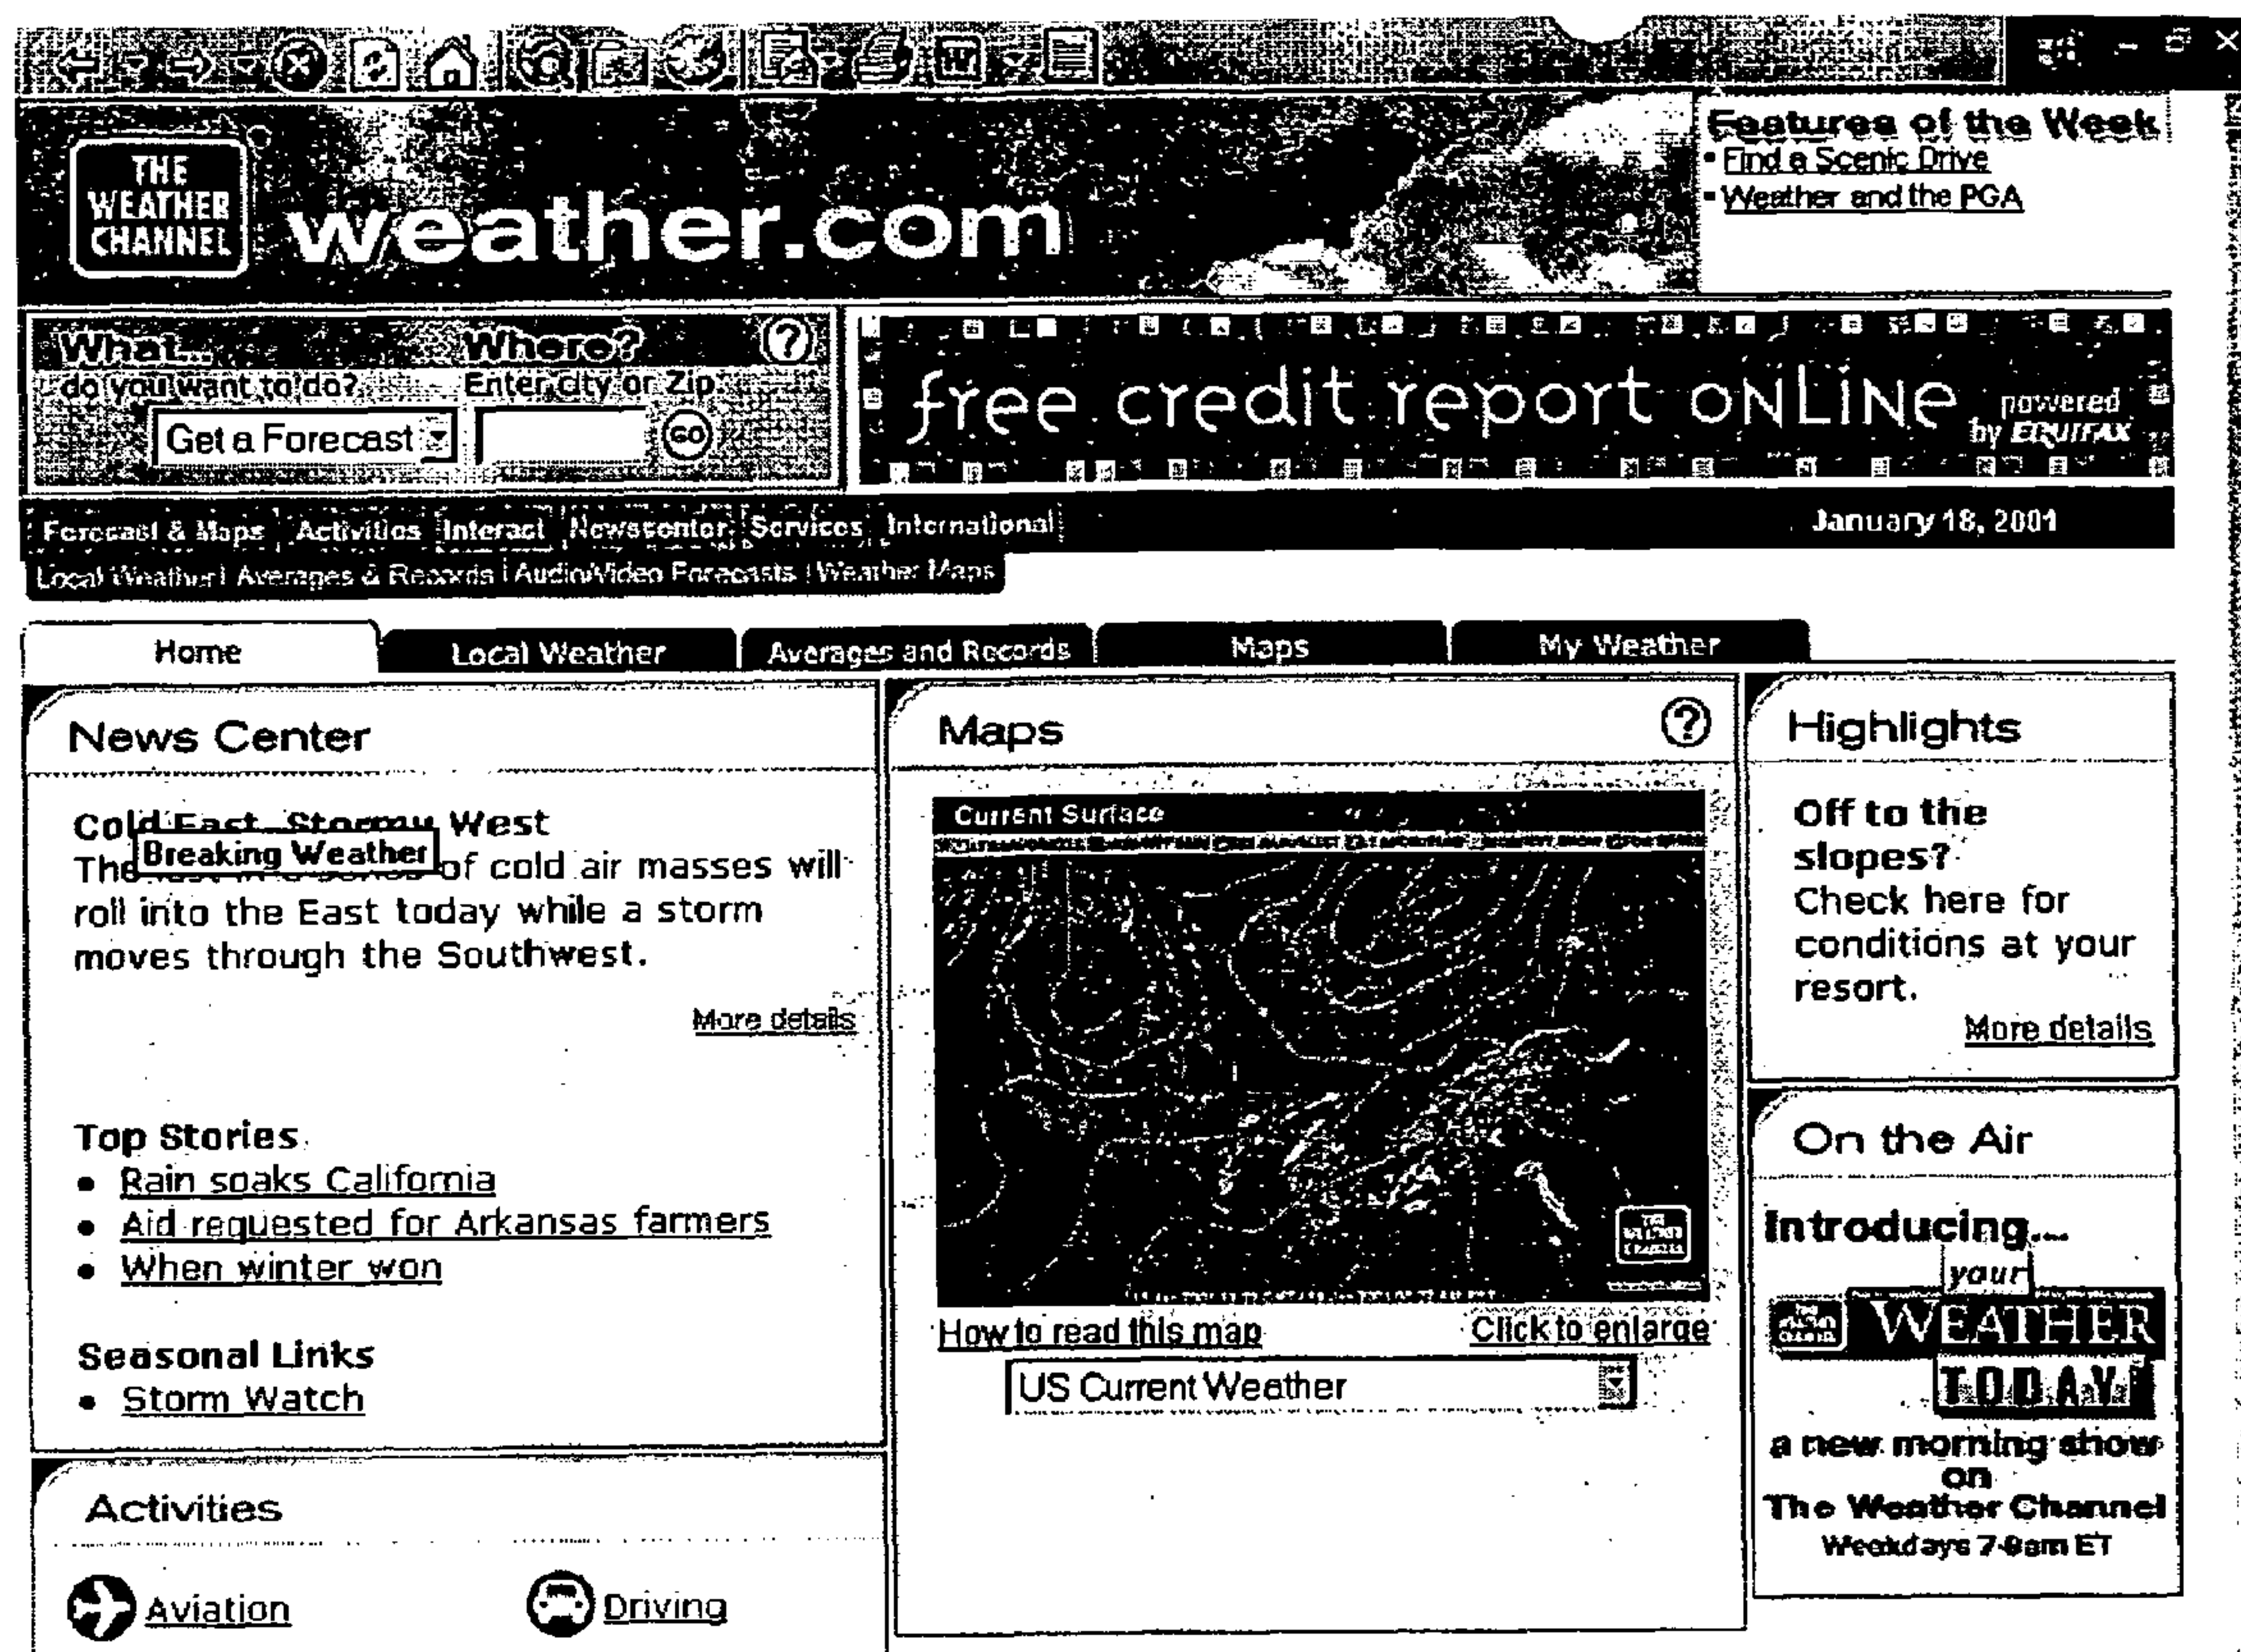 THE
WEATHER
CHANNEL
weather.com
Features of the Week
Find a Scenic Drive
Weather and the PGA
What...
do you want to do?
Get a Forecast
Where?
Enter city or Zip
GO
free credit report online
powered
by EQUIFAX
Forecast & Maps Activities Interact Newscenter Services International
January 18, 2001
Local Weather | Averages & Records | Audio/Video Forecasts | Weather Maps
Home Local Weather Averages and Records Maps My Weather
News Center
Cold East, Stormy West
Breaking Weather
The of cold air masses will
roll into the East today while a storm
moves through the Southwest.
More details
Top Stories
• Rain soaks California
• Aid requested for Arkansas farmers
• When winter won
Seasonal Links
• Storm Watch
Activities
Aviation
Driving
Maps
Current Surface
THE
WEATHER
CHANNEL
How to read this map
Click to enlarge
US Current Weather
Highlights
Off to the
slopes?
Check here for
conditions at your
resort.
More details
On the Air
Introducing...
your
WEATHER
TODAY
a new morning show
on
The Weather Channel
Weekdays 7-9am ET